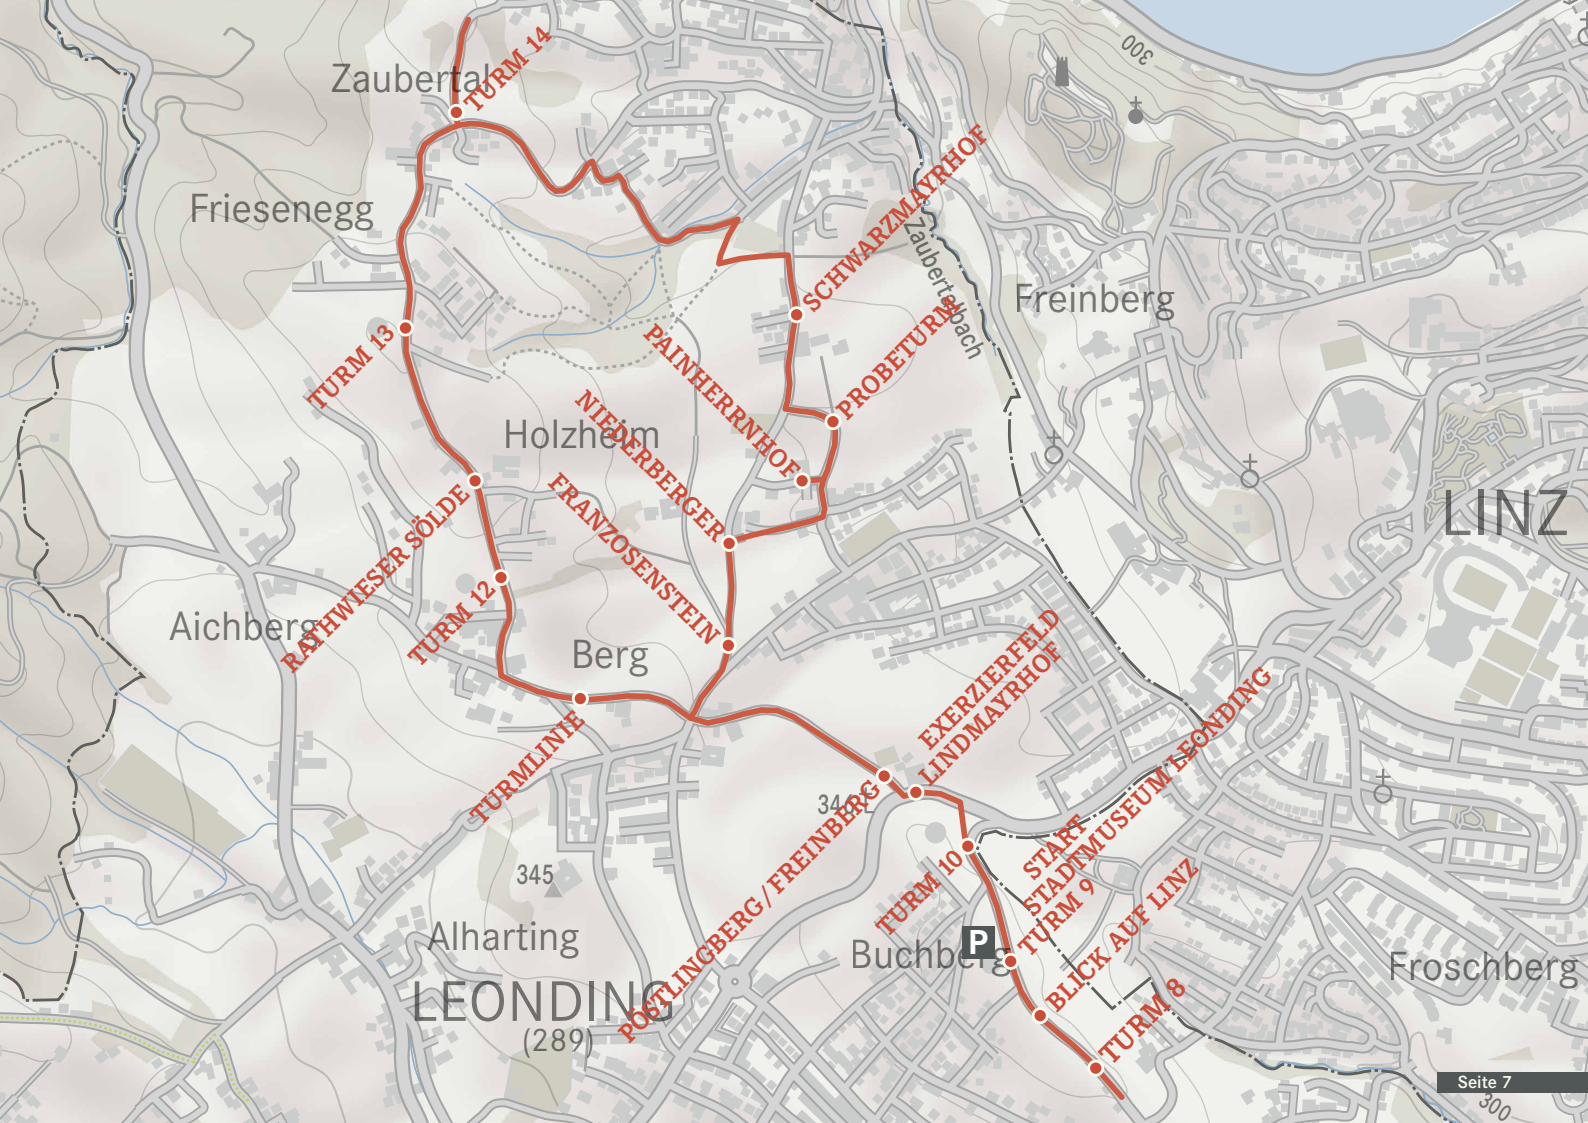 300
Zaubertal
TURM 14
Friesenegg
SCHWARZMAYRHOF
Zaubertalbach
Freinberg
PROBETURM
PAINHERRNHOF
TURM 13
NIEDERBERGER
Holzheim
FRANZOSENSTEIN
RATHWIESER SÖLDE
TURM 12
LINZ
Aichberg
Berg
EXERZIERFELD
LINDMAYRHOF
TURMLINIE
PÖSTLINGBERG / FREINBERG
START
STADTMUSEUM LEONDING
TURM 9
TURM 10
345
Alharting
Buchberg
P
BLICK AUF LINZ
Froschberg
LEONDING
(289)
TURM 8
Seite 7
300